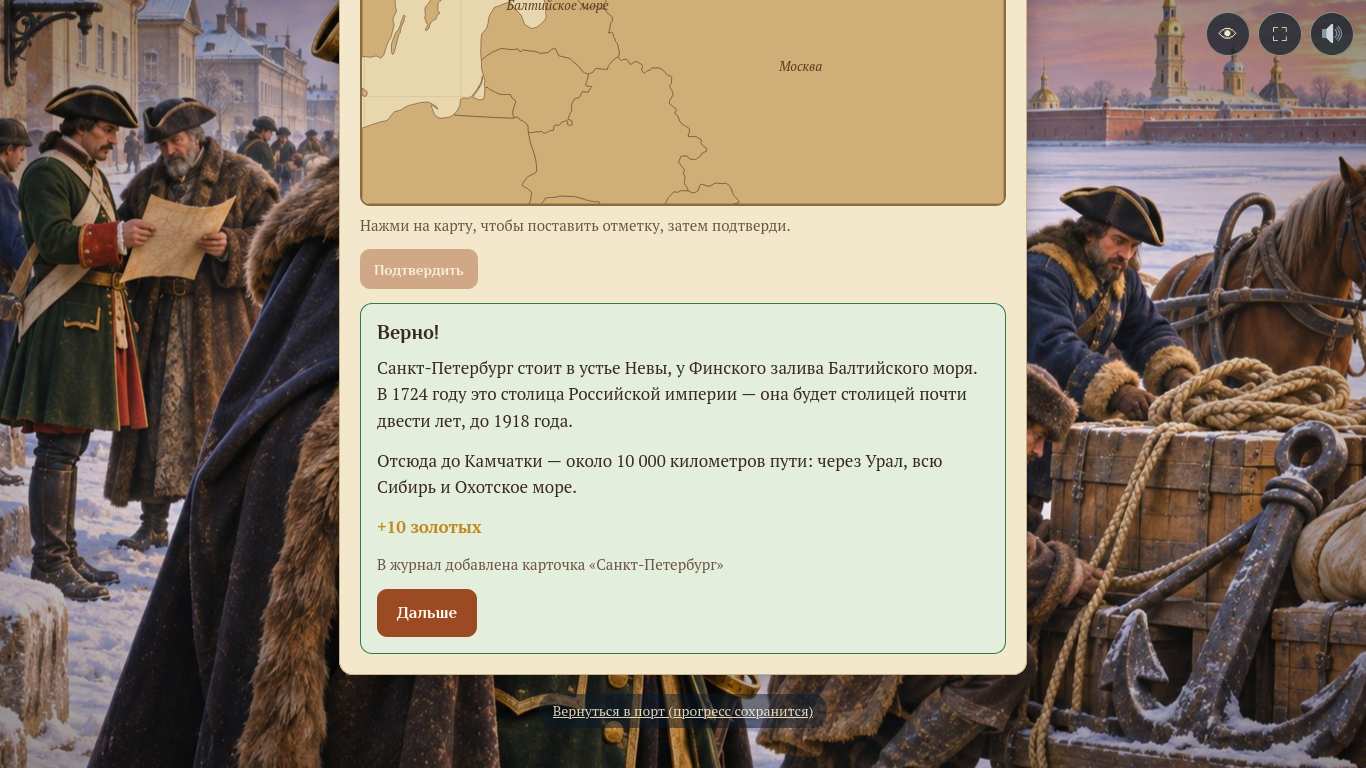 Балтийское море
Москва
Нажми на карту, чтобы поставить отметку, затем подтверди.
Подтвердить
Верно!
Санкт-Петербург стоит в устье Невы, у Финского залива Балтийского моря.
В 1724 году это столица Российской империи — она будет столицей почти
двести лет, до 1918 года.
Отсюда до Камчатки — около 10 000 километров пути: через Урал, всю
Сибирь и Охотское море.
+10 золотых
В журнал добавлена карточка «Санкт-Петербург»
Дальше
Вернуться в порт (прогресс сохранится)